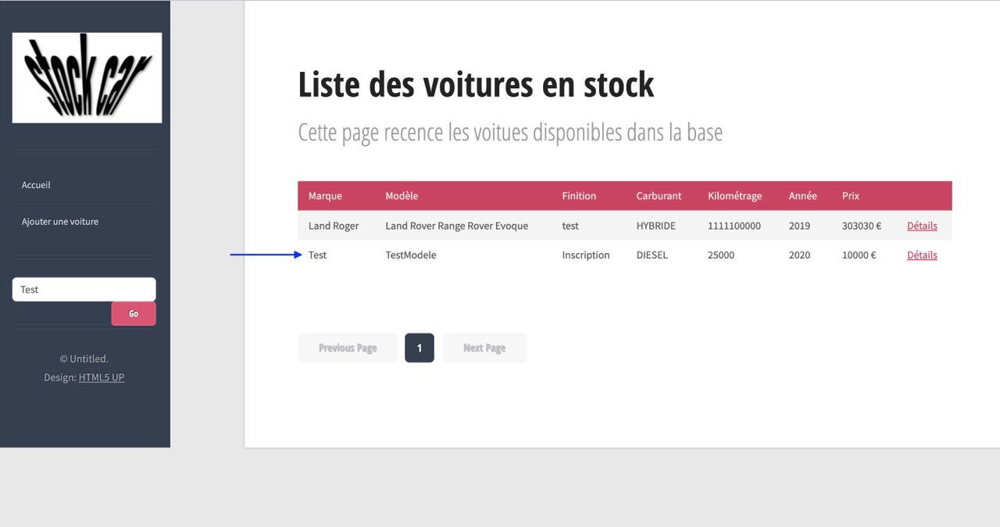 stock car
Liste des voitures en stock
Cette page recence les voitues disponibles dans la base
Accueil
Ajouter une voiture
Test
Go
© Untitled.
Design: HTML5 UP
Marque Modèle Finition Carburant Kilométrage Année Prix
Land Roger Land Rover Range Rover Evoque test HYBRIDE 1111100000 2019 303030 € Détails
Test TestModele Inscription DIESEL 25000 2020 10000 € Détails
Previous Page 1 Next Page